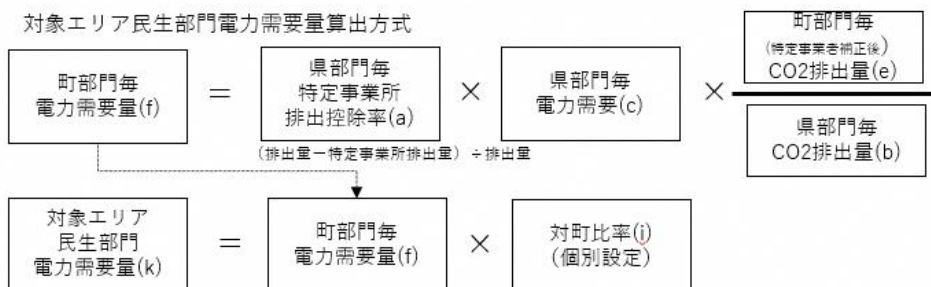 対象エリア民生部門電力需要量算出方式
町部門毎
電力需要量(f)
=
県部門毎
特定事業所
排出控除率(a)
×
県部門毎
電力需要(c)
×
町部門毎
(特定事業者補正後)
CO2排出量(e)
県部門毎
CO2排出量(b)
(排出量ー特定事業所排出量) ÷排出量
対象エリア
民生部門
電力需要量(k)
=
町部門毎
電力需要量(f)
×
対町比率(i)
(個別設定)